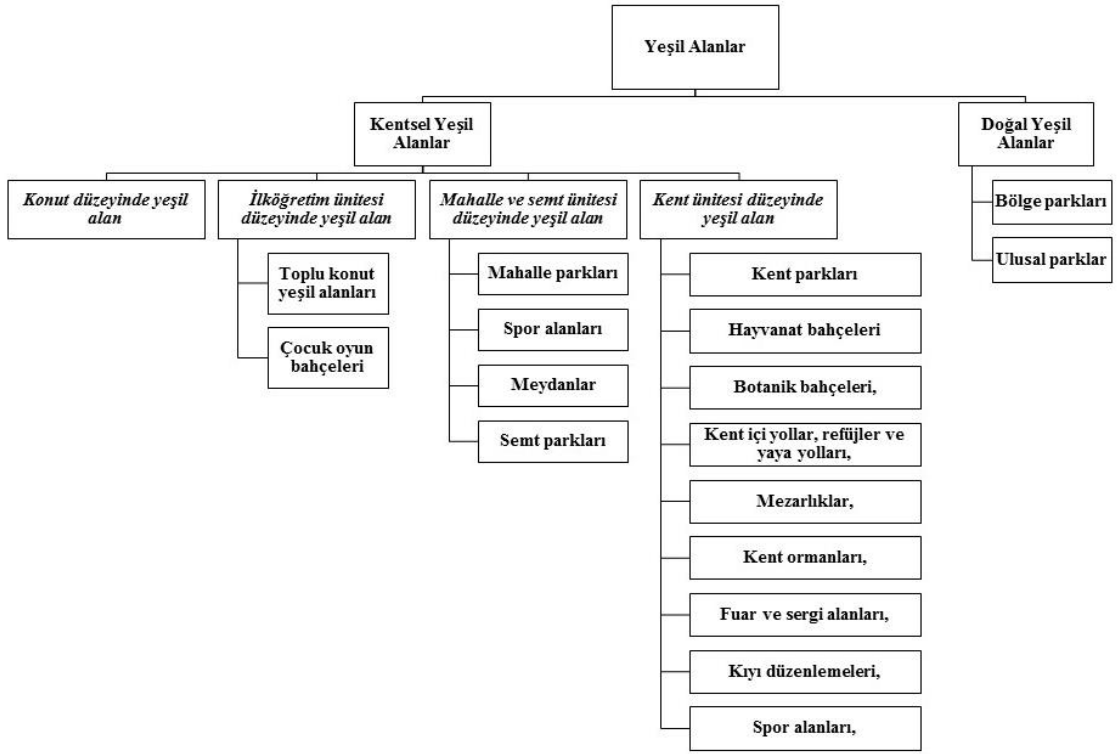 Yeşil Alanlar
Kentsel Yeşil
Alanlar
Doğal Yeşil
Alanlar
Konut düzeyinde yeşil
alan
İlköğretim ünitesi
düzeyinde yeşil alan
Mahalle ve semt ünitesi
düzeyinde yeşil alan
Kent ünitesi düzeyinde
yeşil alan
Toplu konut
yeşil alanları
Çocuk oyun
bahçeleri
Mahalle parkları
Spor alanları
Meydanlar
Semt parkları
Kent parkları
Hayvanat bahçeleri
Botanik bahçeleri,
Kent içi yollar, refüjler ve
yaya yolları,
Mezarlıklar,
Kent ormanları,
Fuar ve sergi alanları,
Kıyı düzenlemeleri,
Spor alanları,
Bölge parkları
Ulusal parklar